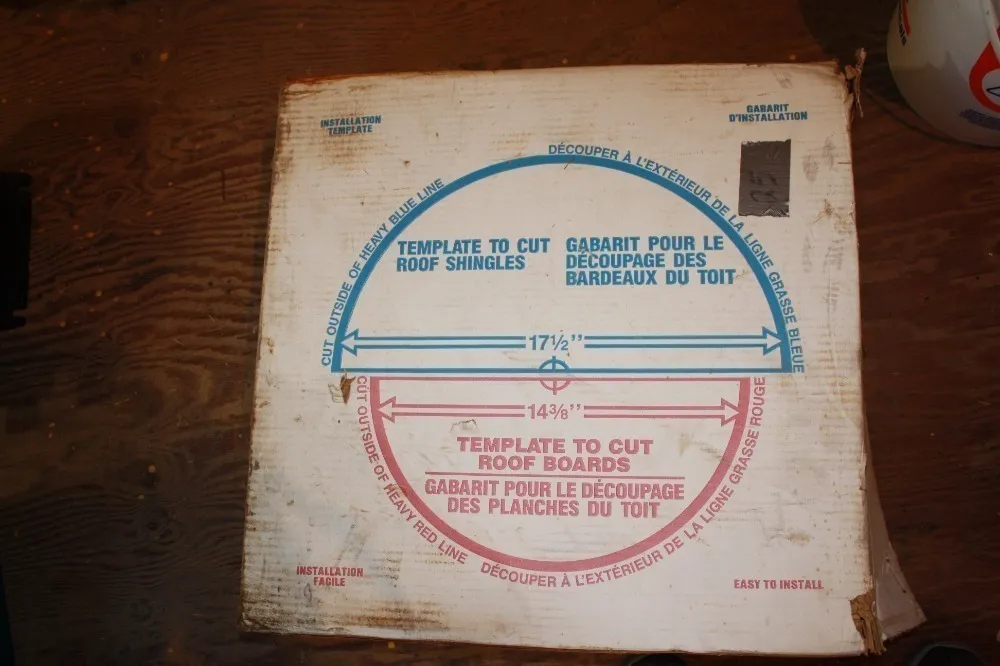 INSTALLATION
TEMPLATE
GABARIT
D'INSTALLATION
CUT OUTSIDE OF HEAVY BLUE LINE
DÉCOUPER À L'EXTÉRIEUR DE LA LIGNE GRASSE BLEUE
TEMPLATE TO CUT
ROOF SHINGLES
GABARIT POUR LE
DÉCOUPAGE DES
BARDEAUX DU TOIT
17½''
14⅜''
TEMPLATE TO CUT
ROOF BOARDS
GABARIT POUR LE DÉCOUPAGE
DES PLANCHES DU TOIT
CUT OUTSIDE OF HEAVY RED LINE
DÉCOUPER À L'EXTÉRIEUR DE LA LIGNE GRASSE ROUGE
INSTALLATION
FACILE
EASY TO INSTALL